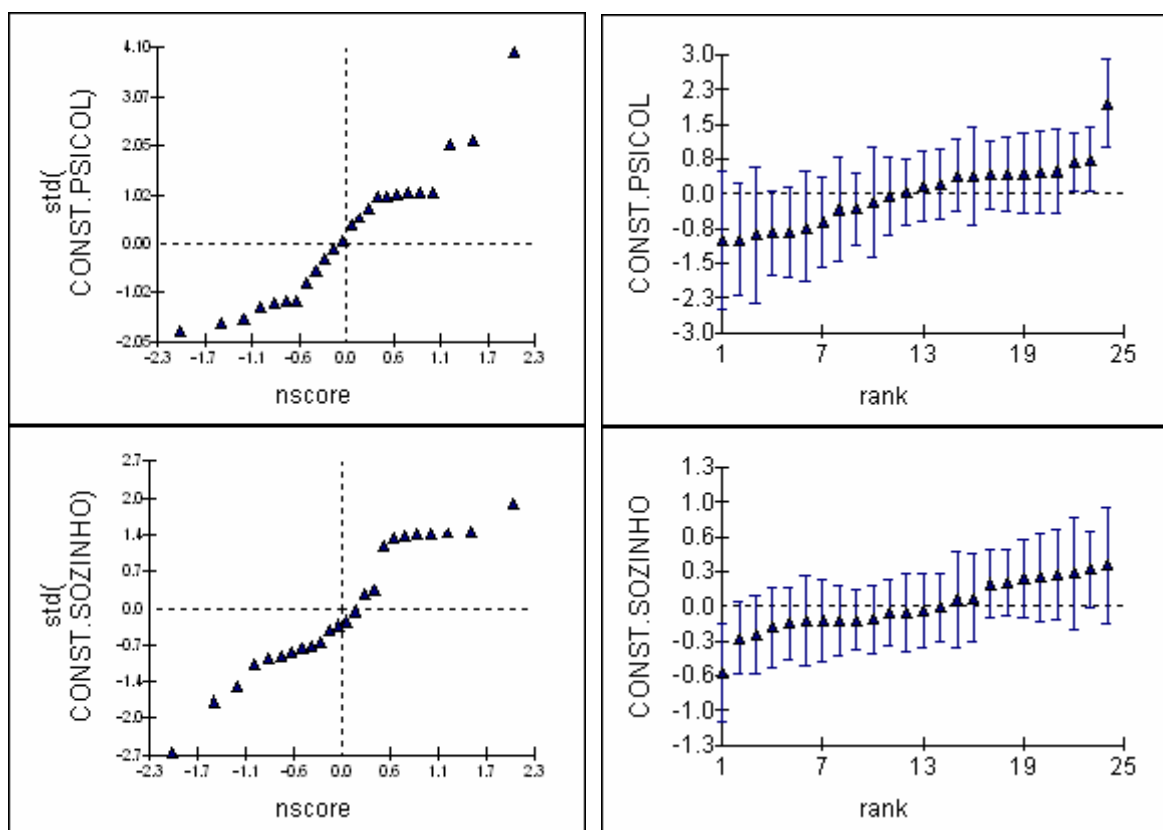 4.10
3.07
2.05
1.02
0.00
-1.02
-2.05
std(
CONST.PSICOL)
-2.3 -1.7 -1.1 -0.6 0.0 0.6 1.1 1.7 2.3
nscore
3.0
2.3
1.5
0.8
0.0
-0.8
-1.5
-2.3
-3.0
CONST.PSICOL
1 7 13 19 25
rank
2.7
2.0
1.4
0.7
0.0
-0.7
-1.4
-2.0
-2.7
std(
CONST.SOZINHO)
-2.3 -1.7 -1.1 -0.6 0.0 0.6 1.1 1.7 2.3
nscore
1.3
1.0
0.6
0.3
0.0
-0.3
-0.6
-1.0
-1.3
CONST.SOZINHO
1 7 13 19 25
rank